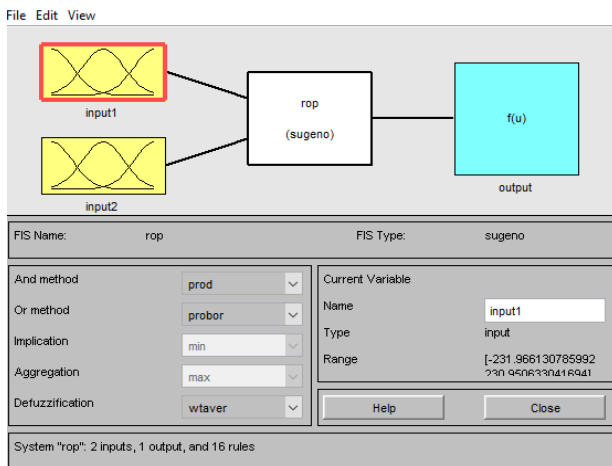 File Edit View
input1
input2
rop
(sugeno)
f(u)
output
FIS Name: rop FIS Type: sugeno
And method prod
Or method probor
Implication min
Aggregation max
Defuzzification wtaver
Current Variable
Name input1
Type input
Range [-231.966130785992
230.950633041694]
Help Close
System "rop": 2 inputs, 1 output, and 16 rules